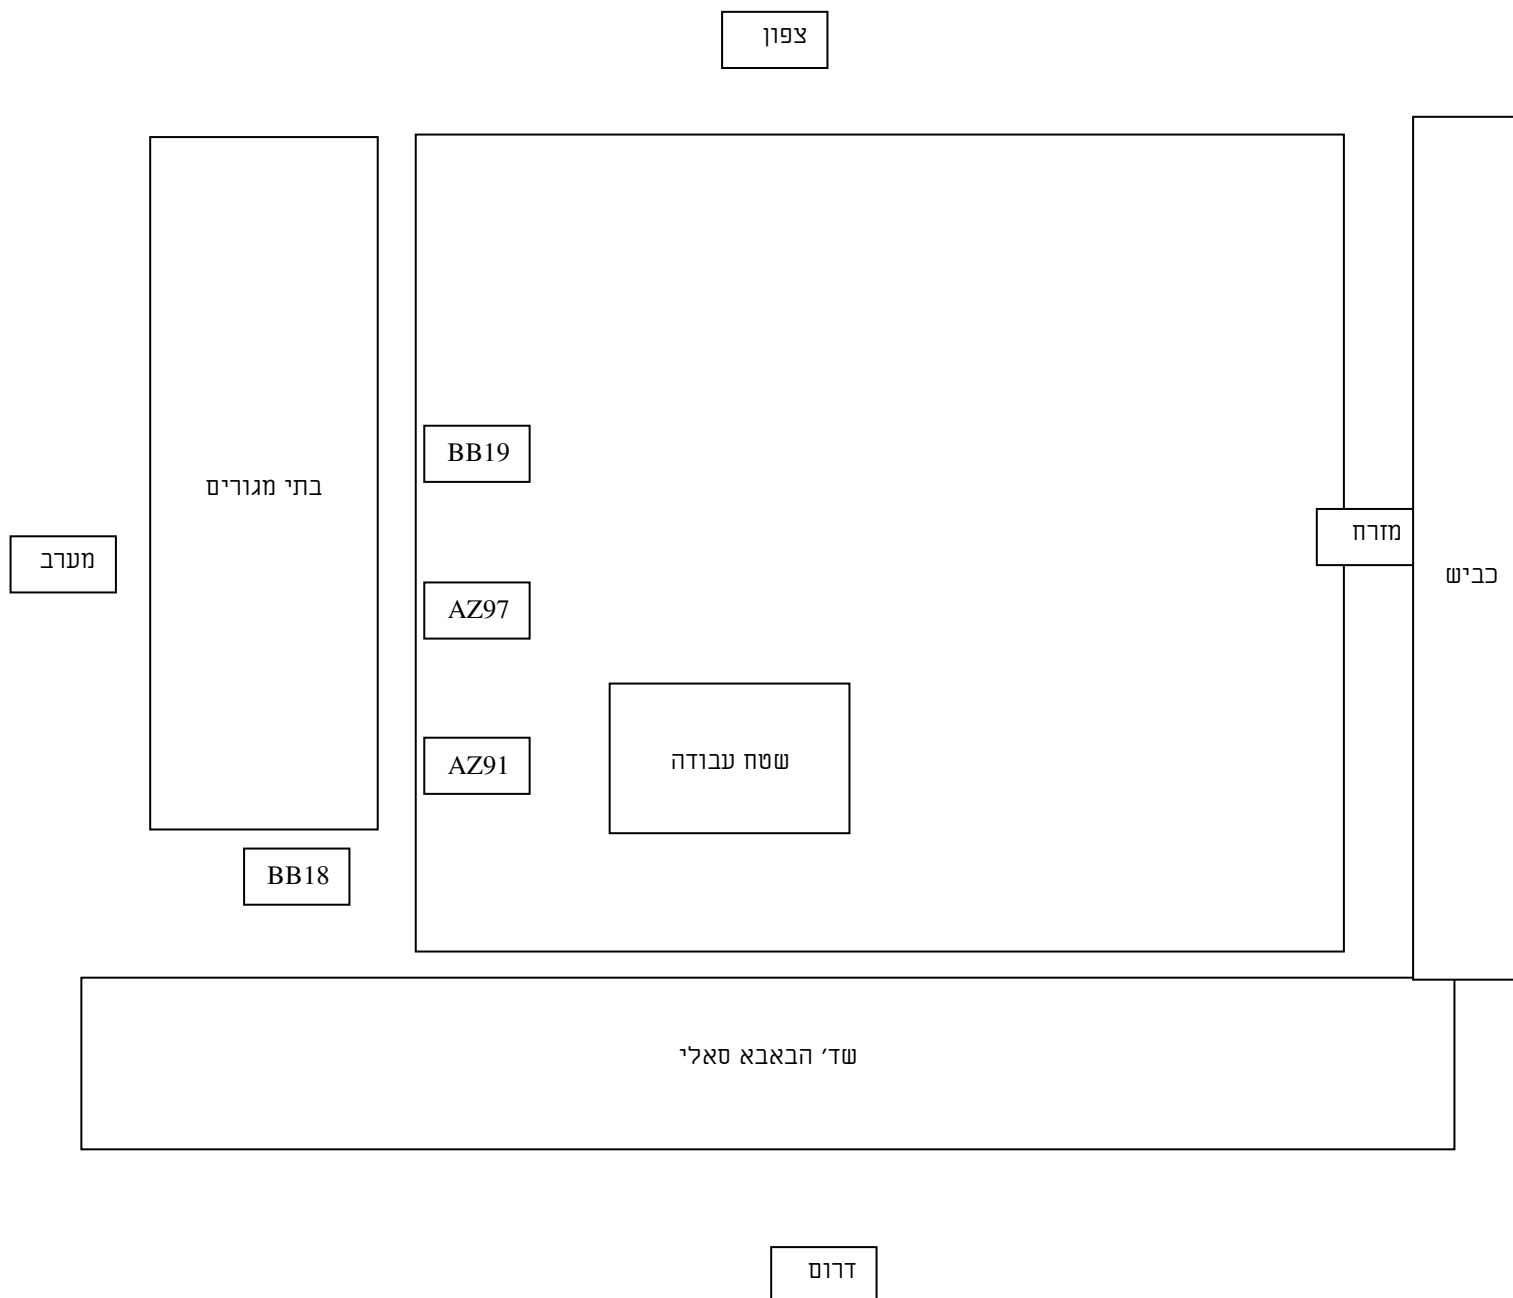 צפון
BB19
בתי מגורים
מזרח
מערב
כביש
AZ97
שטח עבודה
AZ91
BB18
שד' הבאבא סאלי
דרום